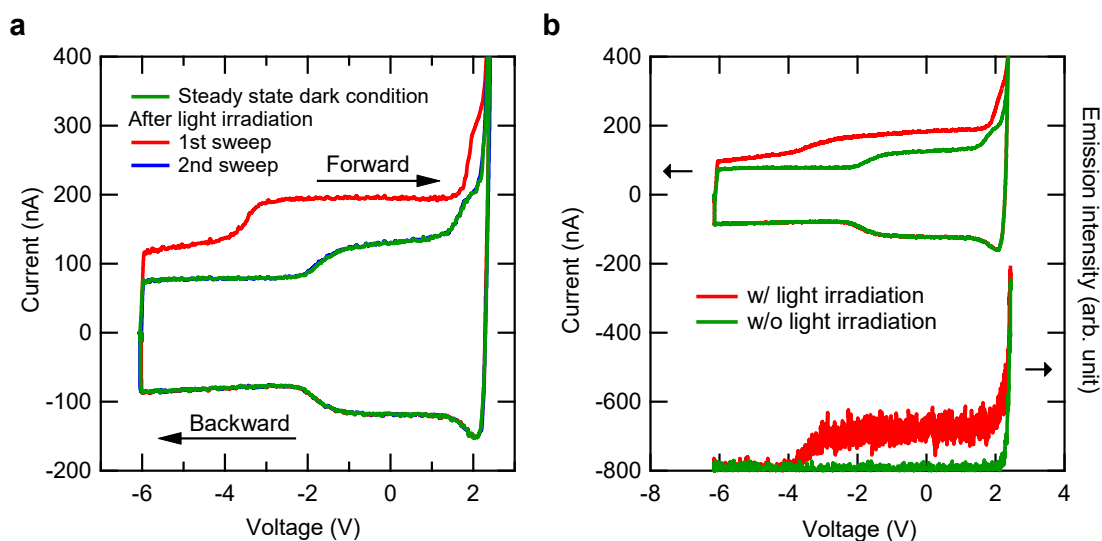 a
400
300
200
100
0
-100
-200
-6
-4
-2
0
2
Current (nA)
Voltage (V)
Steady state dark condition
After light irradiation
1st sweep
2nd sweep
Forward
Backward
b
400
200
0
-200
-400
-600
-800
-8
-6
-4
-2
0
2
4
Current (nA)
Voltage (V)
Emission intensity (arb. unit)
w/ light irradiation
w/o light irradiation